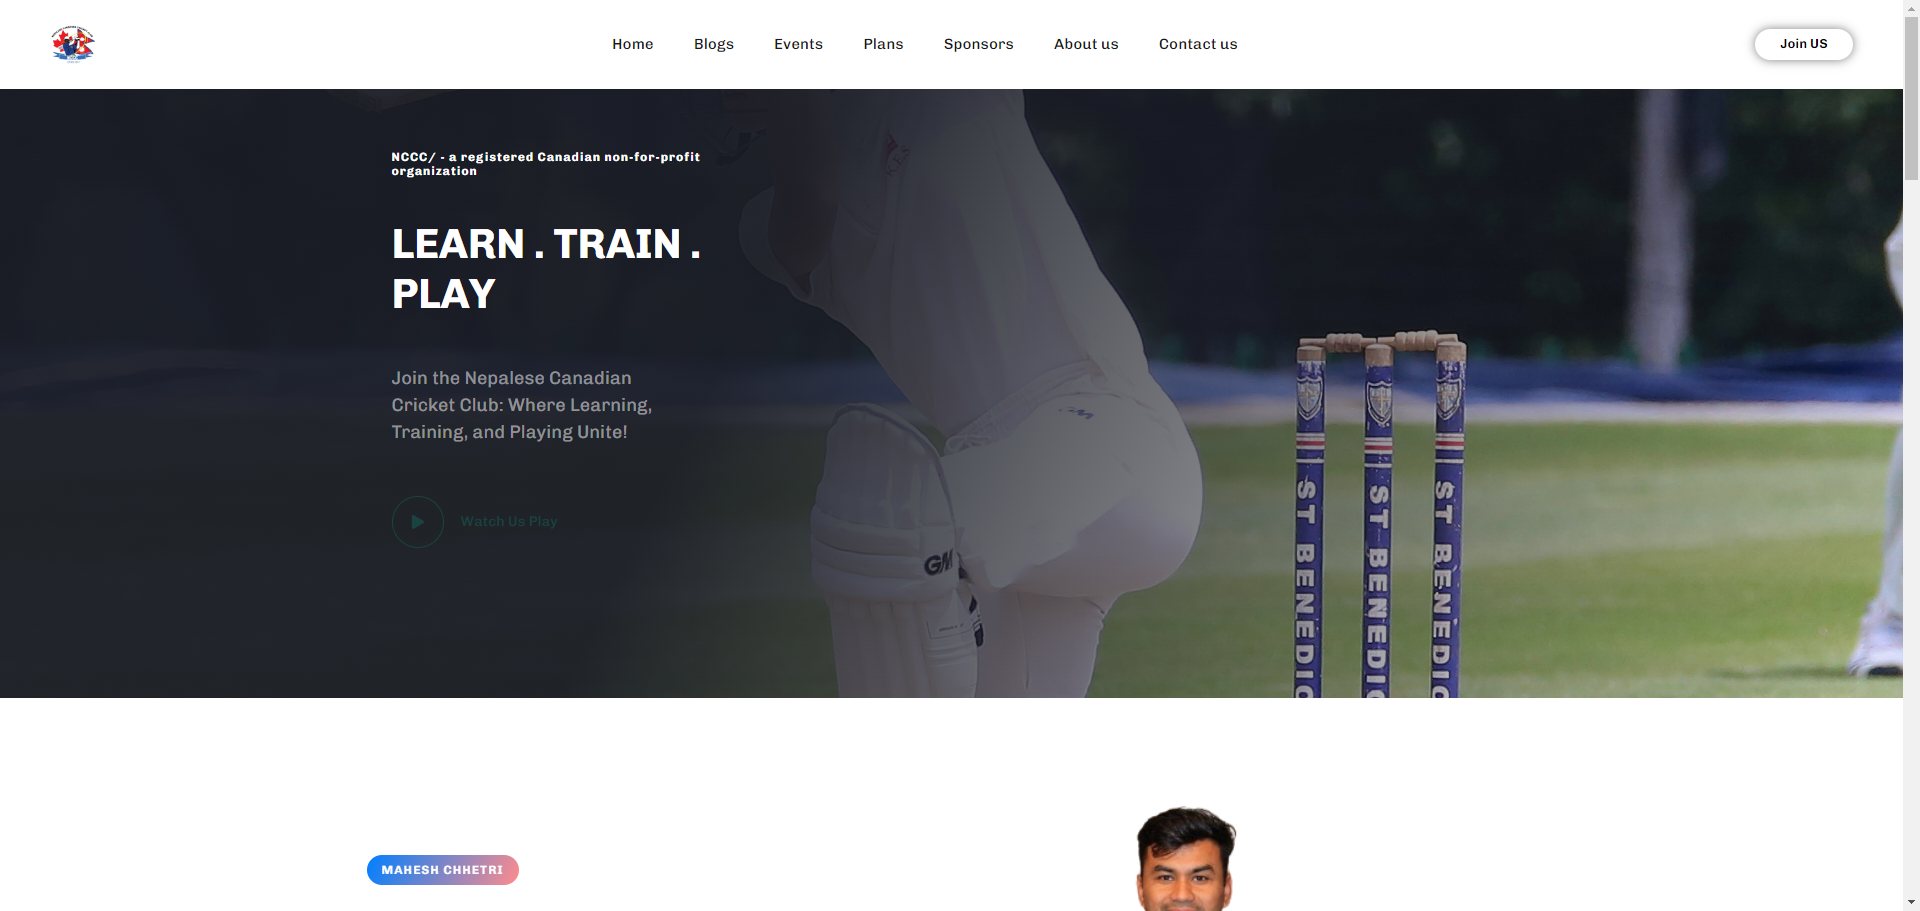 Home Blogs Events Plans Sponsors About us Contact us
Join US
NCCC/ - a registered Canadian non-for-profit
organization
LEARN . TRAIN .
PLAY
Join the Nepalese Canadian
Cricket Club: Where Learning,
Training, and Playing Unite!
Watch Us Play
GM
GM
ST BENEDIC
ST BENEDIC
ST BENEDIC
MAHESH CHHETRI